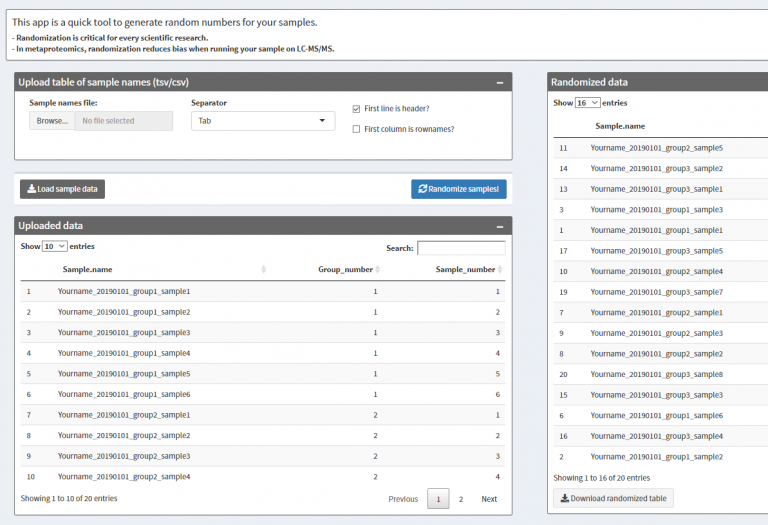 This app is a quick tool to generate random numbers for your samples.
- Randomization is critical for every scientific research.
- In metaproteomics, randomization reduces bias when running your sample on LC-MS/MS.
Upload table of sample names (tsv/csv)
Sample names file:
Browse... No file selected
Separator
Tab
First line is header?
First column is rownames?
Load sample data
Randomize samples!
Uploaded data
Show 10 entries
Search:
Sample.name Group_number Sample_number
1 Yourname_20190101_group1_sample1 1 1
2 Yourname_20190101_group1_sample2 1 2
3 Yourname_20190101_group1_sample3 1 3
4 Yourname_20190101_group1_sample4 1 4
5 Yourname_20190101_group1_sample5 1 5
6 Yourname_20190101_group1_sample6 1 6
7 Yourname_20190101_group2_sample1 2 1
8 Yourname_20190101_group2_sample2 2 2
9 Yourname_20190101_group2_sample3 2 3
10 Yourname_20190101_group2_sample4 2 4
Showing 1 to 10 of 20 entries
Previous 1 2 Next
Randomized data
Show 16 entries
Sample.name
11 Yourname_20190101_group2_sample5
14 Yourname_20190101_group3_sample2
13 Yourname_20190101_group3_sample1
3 Yourname_20190101_group1_sample3
1 Yourname_20190101_group1_sample1
17 Yourname_20190101_group3_sample5
10 Yourname_20190101_group2_sample4
19 Yourname_20190101_group3_sample7
7 Yourname_20190101_group2_sample1
9 Yourname_20190101_group2_sample3
8 Yourname_20190101_group2_sample2
20 Yourname_20190101_group3_sample8
15 Yourname_20190101_group3_sample3
6 Yourname_20190101_group1_sample6
16 Yourname_20190101_group3_sample4
2 Yourname_20190101_group1_sample2
Showing 1 to 16 of 20 entries
Download randomized table